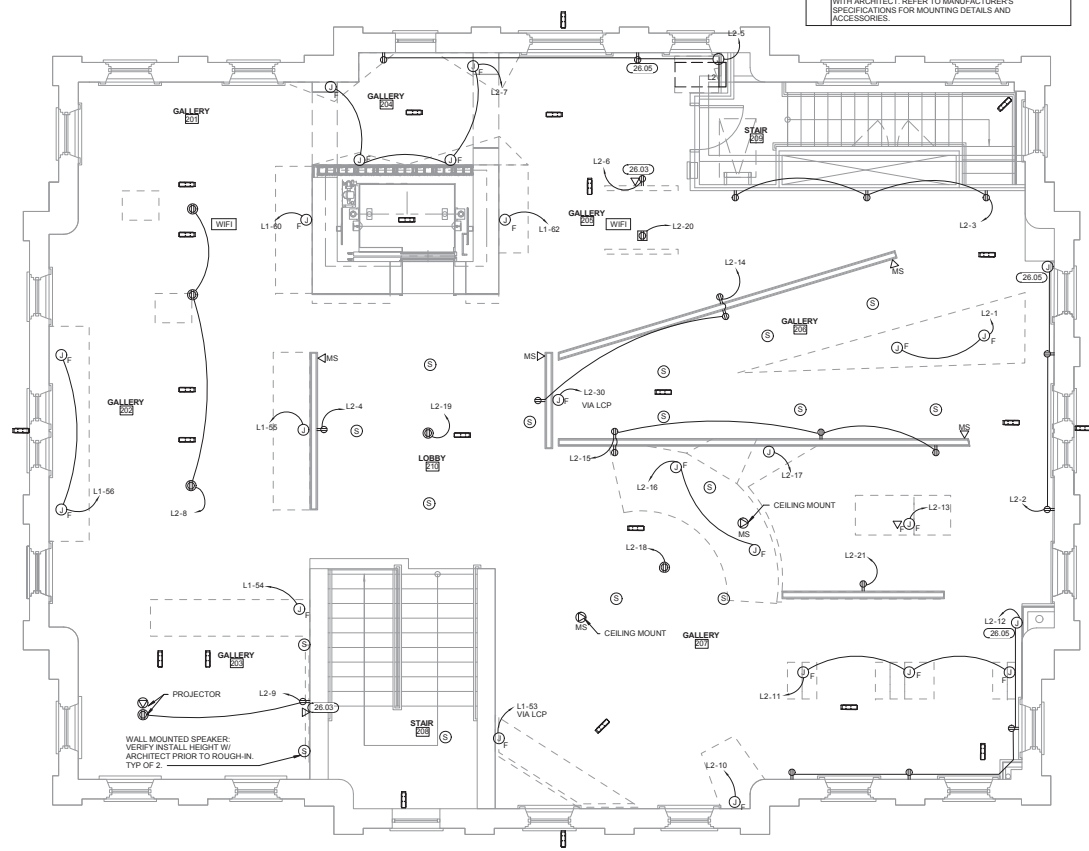 WITH ARCHITECT. REFER TO MANUFACTURER'S
SPECIFICATIONS FOR MOUNTING DETAILS AND
ACCESSORIES.
L2-5
26.05
L2-7
GALLERY
204
GALLERY
201
STAIR
209
L2-6
26.03
L1-60
WIFI
L1-62
GALLERY
205
WIFI
L2-20
L2-3
L2-14
MS
26.05
GALLERY
206
L2-1
MS
MS
GALLERY
202
L1-55
L2-4
L2-19
L2-30
VIA LCP
LOBBY
210
L2-15
MS
L2-16
L2-17
L1-56
L2-8
CEILING MOUNT
MS
L2-13
L2-2
L2-18
L2-21
L1-54
MS
CEILING MOUNT
GALLERY
207
L2-12
26.05
GALLERY
203
PROJECTOR
L2-9
26.03
L2-11
L1-53
VIA LCP
STAIR
208
WALL MOUNTED SPEAKER:
VERIFY INSTALL HEIGHT W/
ARCHITECT PRIOR TO ROUGH-IN.
TYP OF 2.
L2-10